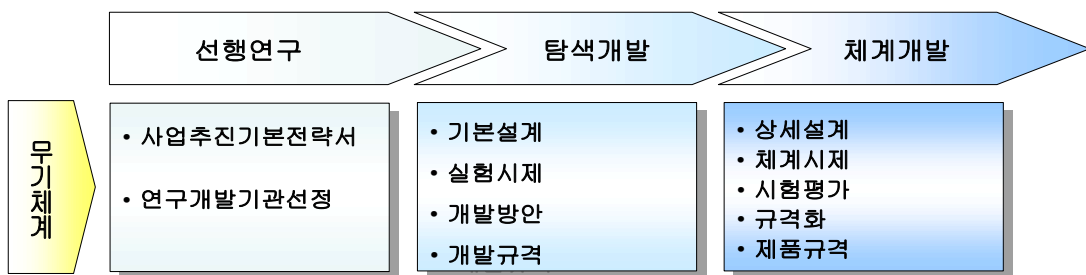 선행연구
탐색개발
체계개발
무기체계
• 사업추진기본전략서
• 연구개발기관선정
• 기본설계
• 실험시제
• 개발방안
• 개발규격
• 상세설계
• 체계시제
• 시험평가
• 규격화
• 제품규격